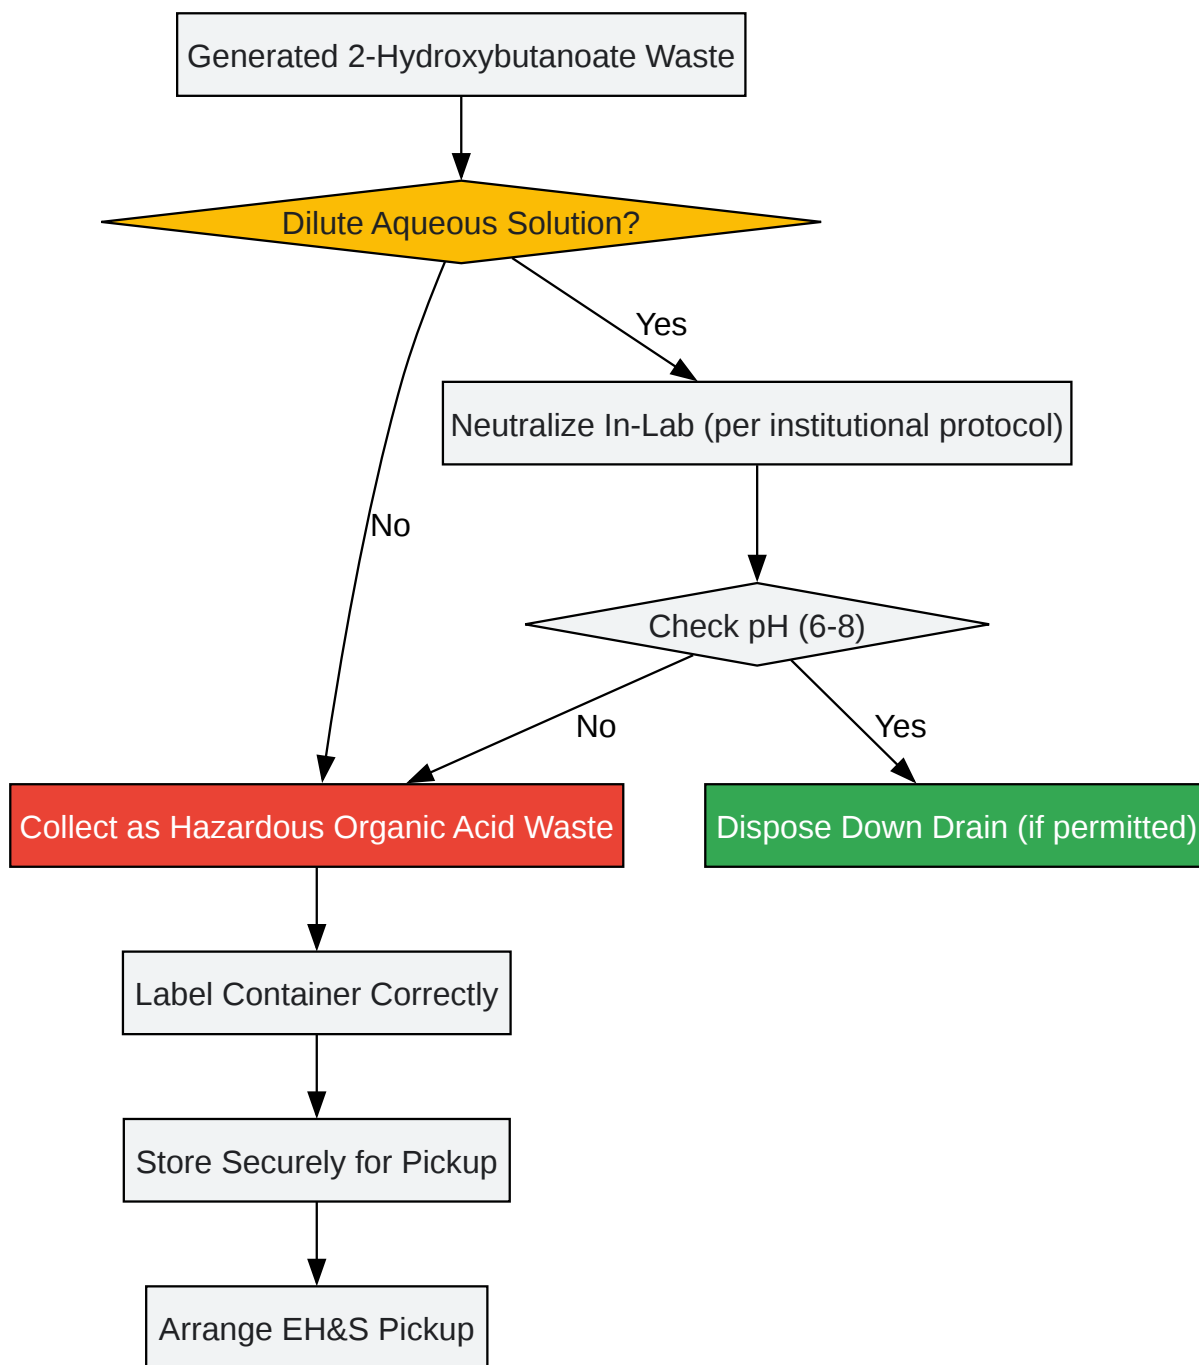 Generated 2-Hydroxybutanoate Waste
Dilute Aqueous Solution?
Yes
Neutralize In-Lab (per institutional protocol)
No
Check pH (6-8)
No
Yes
Collect as Hazardous Organic Acid Waste
Dispose Down Drain (if permitted)
Label Container Correctly
Store Securely for Pickup
Arrange EH&S Pickup